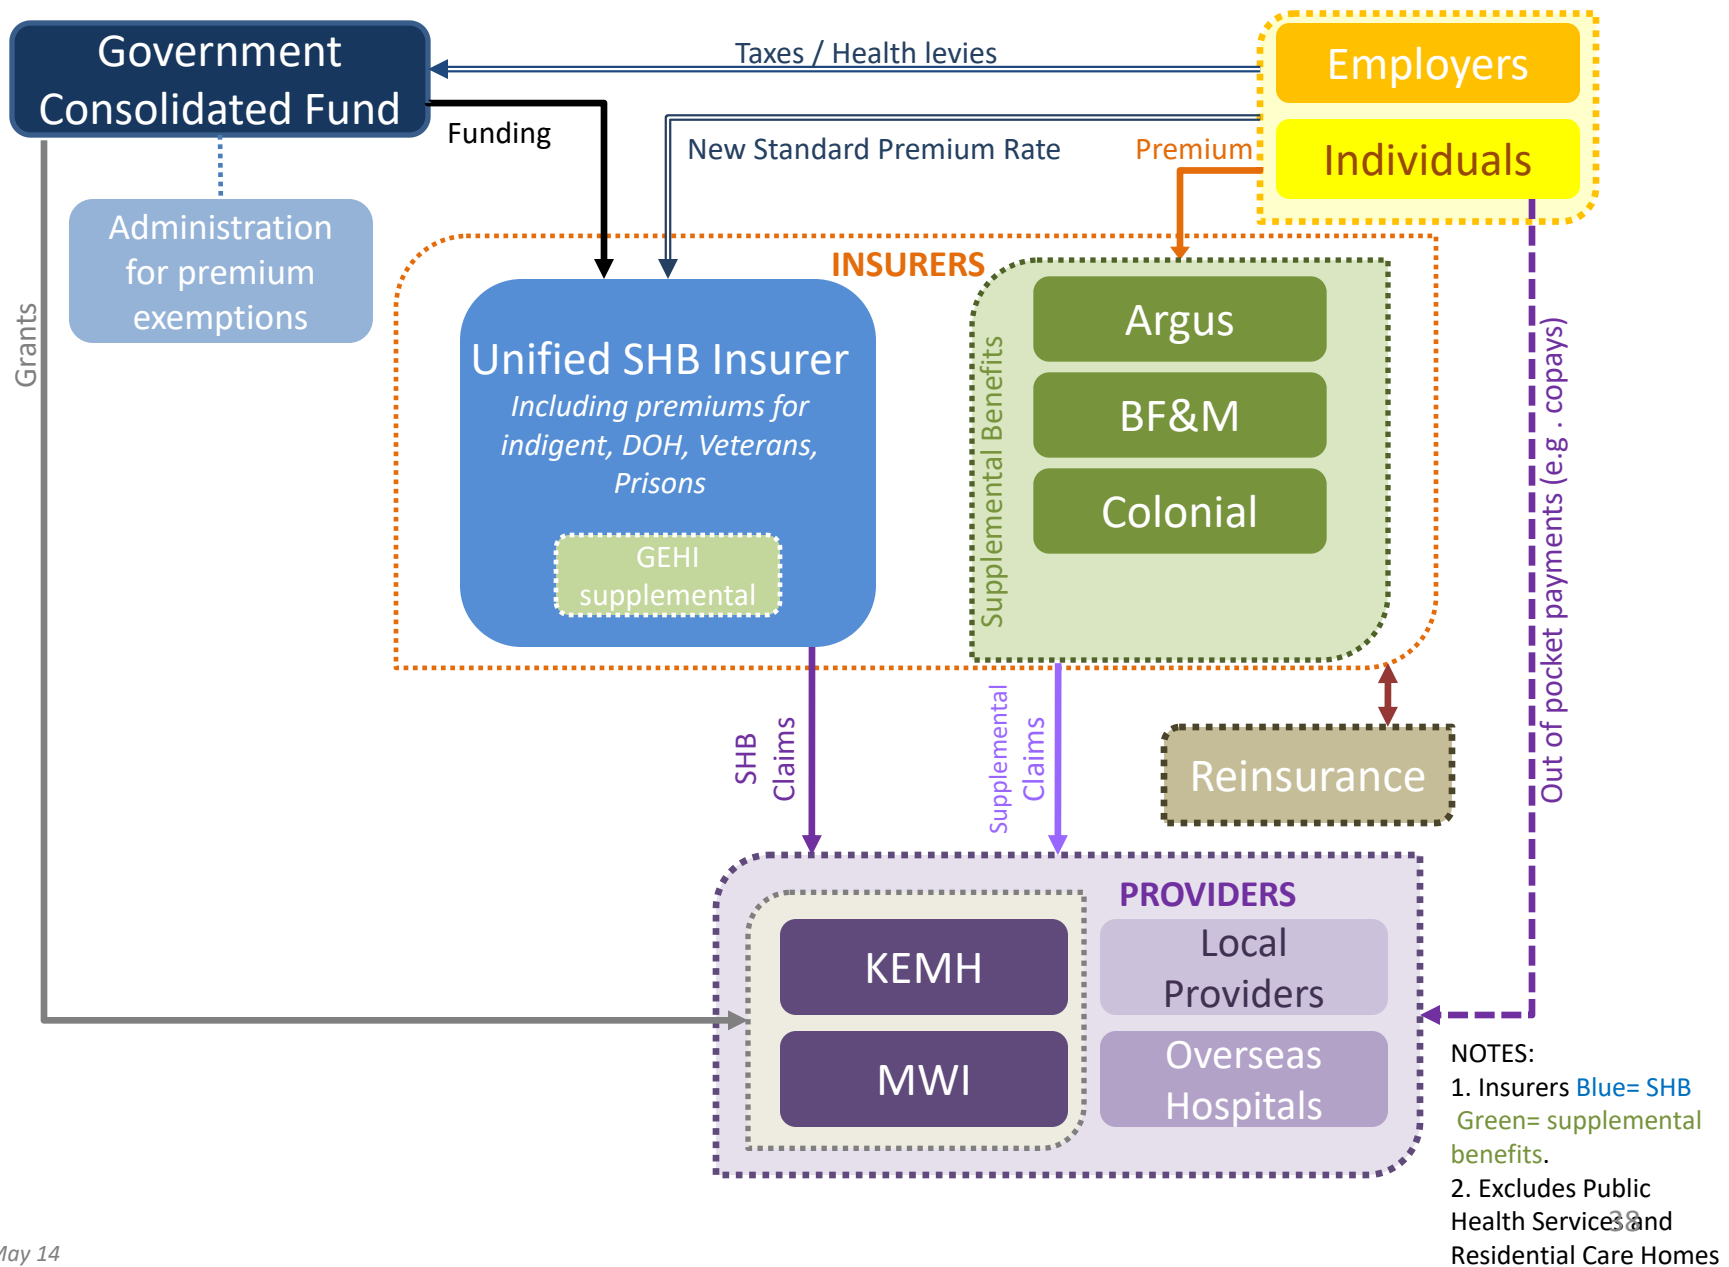 Government
Consolidated Fund
Taxes / Health levies
Employers
Individuals
Funding
New Standard Premium Rate
Premium
Administration
for premium
exemptions
Grants
INSURERS
Unified SHB Insurer
Including premiums for
indigent, DOH, Veterans,
Prisons
GEHI
supplemental
Supplemental Benefits
Argus
BF&M
Colonial
Out of pocket payments (e.g . copays)
SHB
Claims
Supplemental
Claims
Reinsurance
PROVIDERS
KEMH
MWI
Local
Providers
Overseas
Hospitals
NOTES:
1. Insurers Blue= SHB
Green= supplemental
benefits.
2. Excludes Public
Health Services and
Residential Care Homes
38
May 14